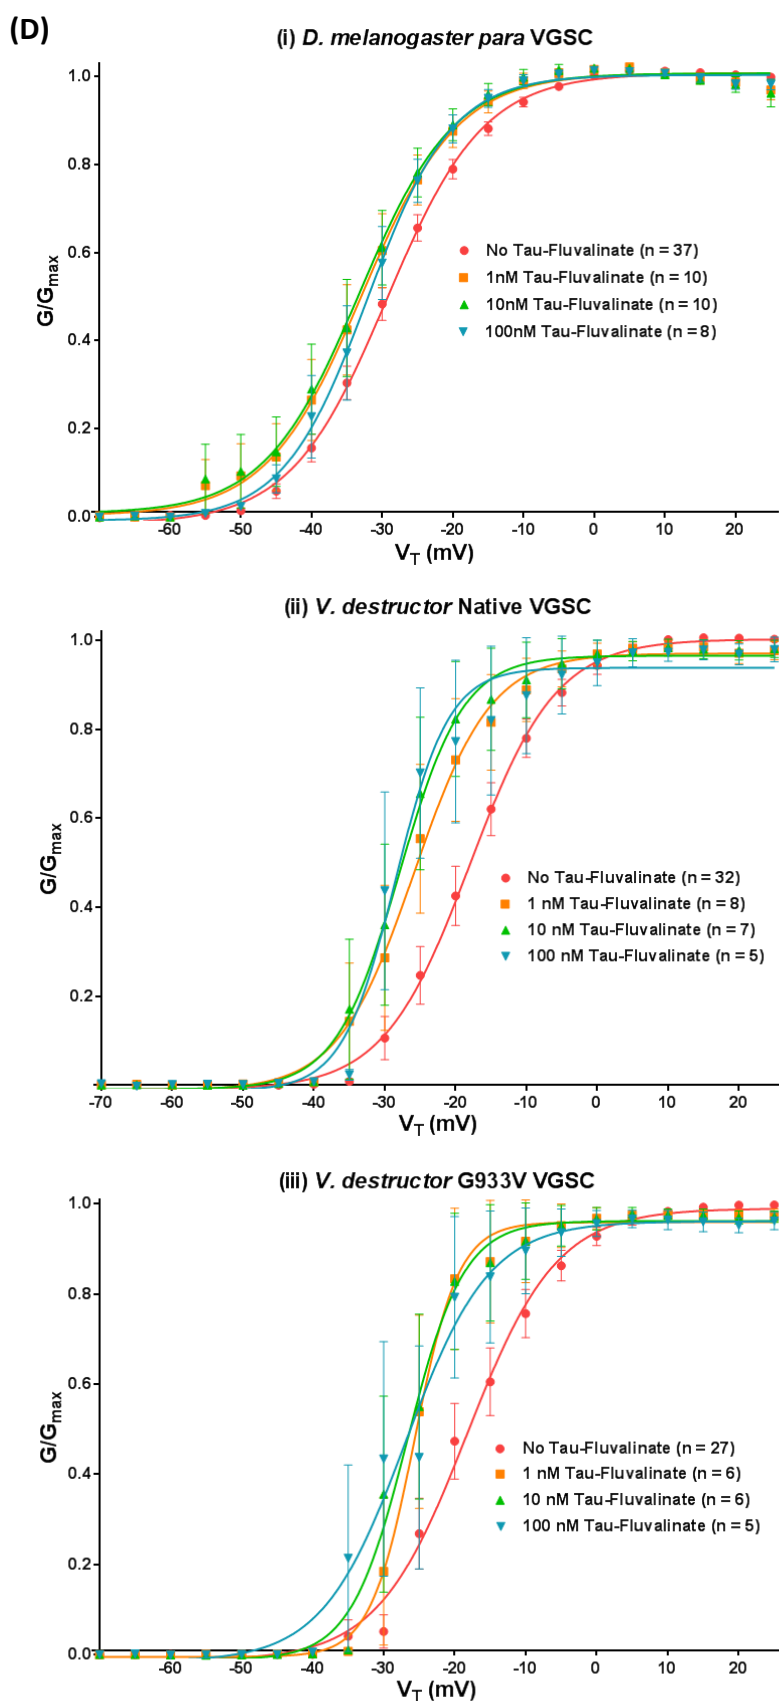 (D)
(i) D. melanogaster para VGSC
1.0
0.8
0.6
0.4
0.2
0.0
G/Gmax
No Tau-Fluvalinate (n = 37)
1nM Tau-Fluvalinate (n = 10)
10nM Tau-Fluvalinate (n = 10)
100nM Tau-Fluvalinate (n = 8)
-60 -50 -40 -30 -20 -10 0 10 20
VT (mV)
(ii) V. destructor Native VGSC
1.0
0.8
0.6
0.4
0.2
G/Gmax
No Tau-Fluvalinate (n = 32)
1 nM Tau-Fluvalinate (n = 8)
10 nM Tau-Fluvalinate (n = 7)
100 nM Tau-Fluvalinate (n = 5)
-70 -60 -50 -40 -30 -20 -10 0 10 20
VT (mV)
(iii) V. destructor G933V VGSC
1.0
0.8
0.6
0.4
0.2
0.0
G/Gmax
No Tau-Fluvalinate (n = 27)
1 nM Tau-Fluvalinate (n = 6)
10 nM Tau-Fluvalinate (n = 6)
100 nM Tau-Fluvalinate (n = 5)
-60 -50 -40 -30 -20 -10 0 10 20
VT (mV)